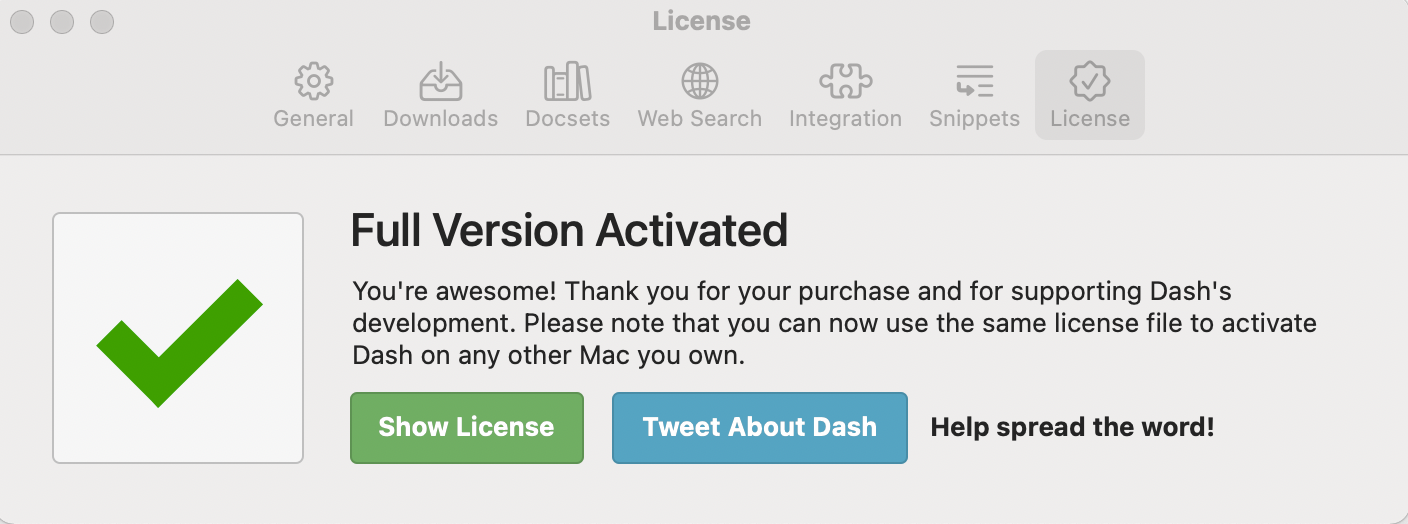 License
General Downloads Docsets Web Search Integration Snippets License
Full Version Activated
You're awesome! Thank you for your purchase and for supporting Dash's
development. Please note that you can now use the same license file to activate
Dash on any other Mac you own.
Show License Tweet About Dash Help spread the word!